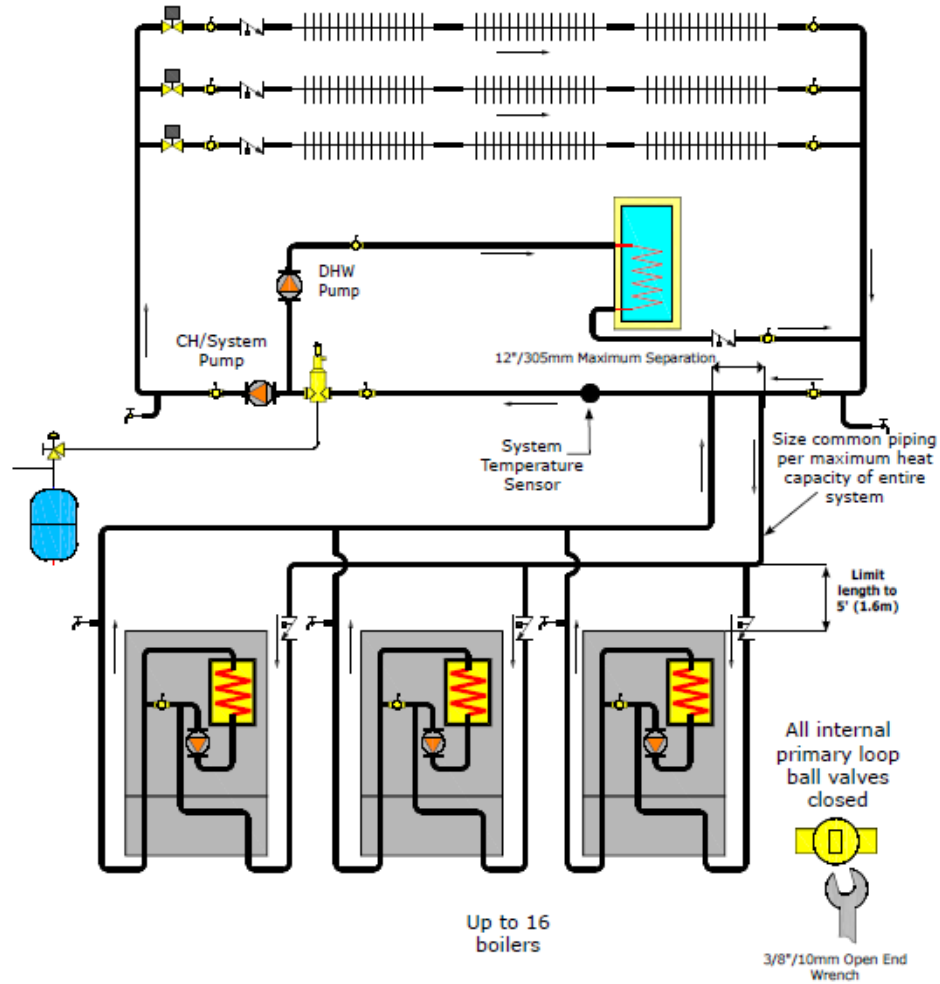 DHW
Pump
CH/System
Pump
12"/305mm Maximum Separation
System
Temperature
Sensor
Size common piping
per maximum heat
capacity of entire
system
Limit
length to
5' (1.6m)
All internal
primary loop
ball valves
closed
Up to 16
boilers
3/8"/10mm Open End
Wrench